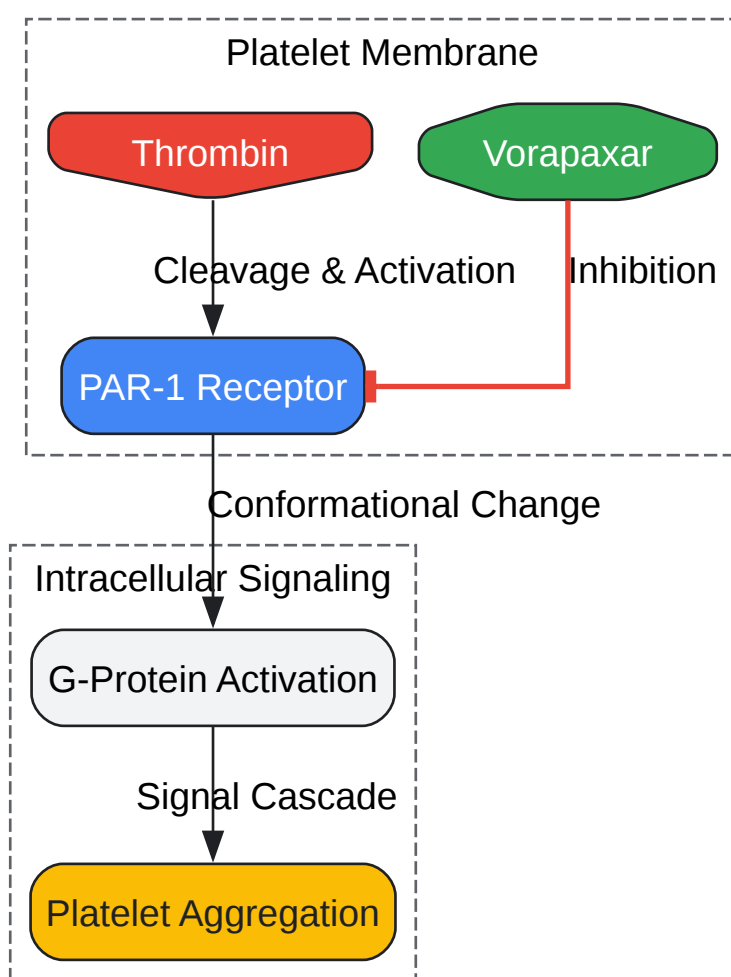 Platelet Membrane
Thrombin
Vorapaxar
Cleavage & Activation
Inhibition
PAR-1 Receptor
Conformational Change
Intracellular Signaling
G-Protein Activation
Signal Cascade
Platelet Aggregation